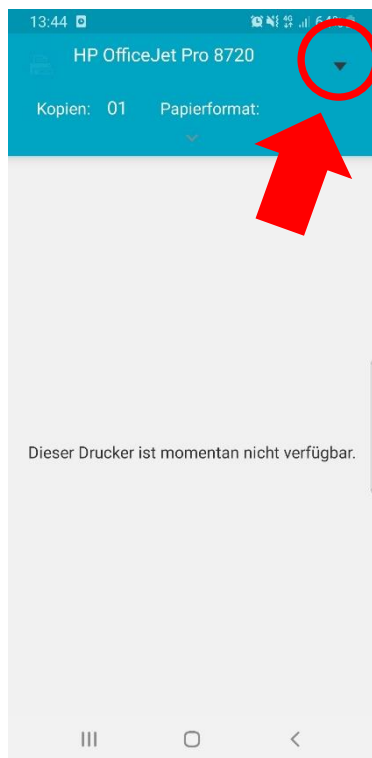 13:44
HP OfficeJet Pro 8720
Kopien: 01 Papierformat:
Dieser Drucker ist momentan nicht verfügbar.